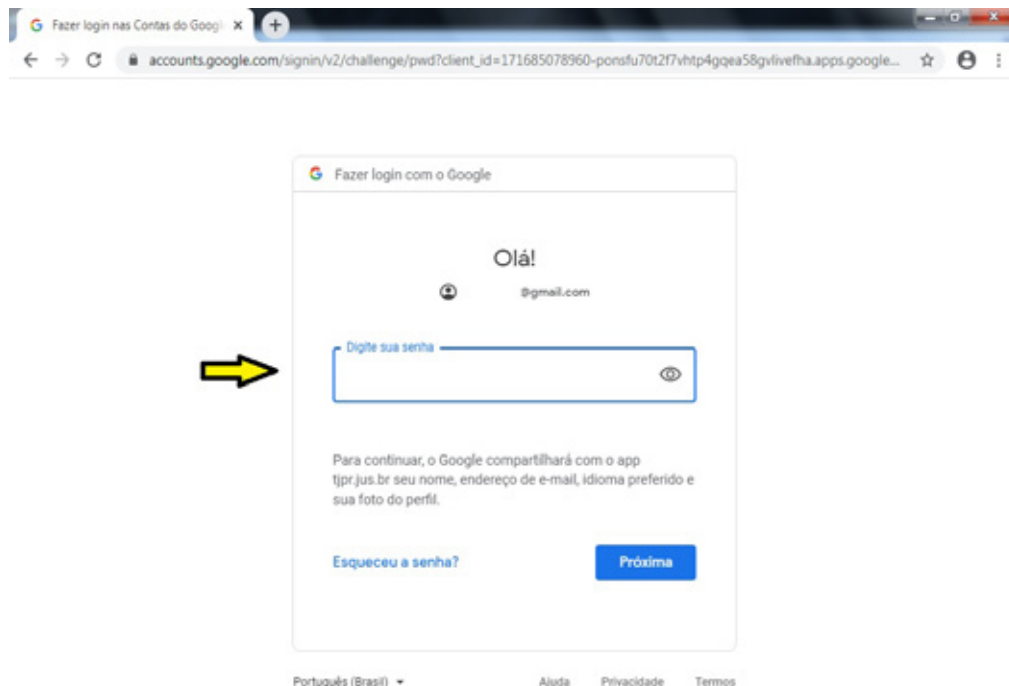 Fazer login nas Contas do Googl
accounts.google.com/signin/v2/challenge/pwd?client_id=171685078960-ponsfu70t2f7vhtp4gqea58gvlivefha.apps.google...
Fazer login com o Google
Olá!
@gmail.com
Digite sua senha
Para continuar, o Google compartilhará com o app
tjpr.jus.br seu nome, endereço de e-mail, idioma preferido e
sua foto do perfil.
Esqueceu a senha?
Próxima
Português (Brasil)
Ajuda Privacidade Termos